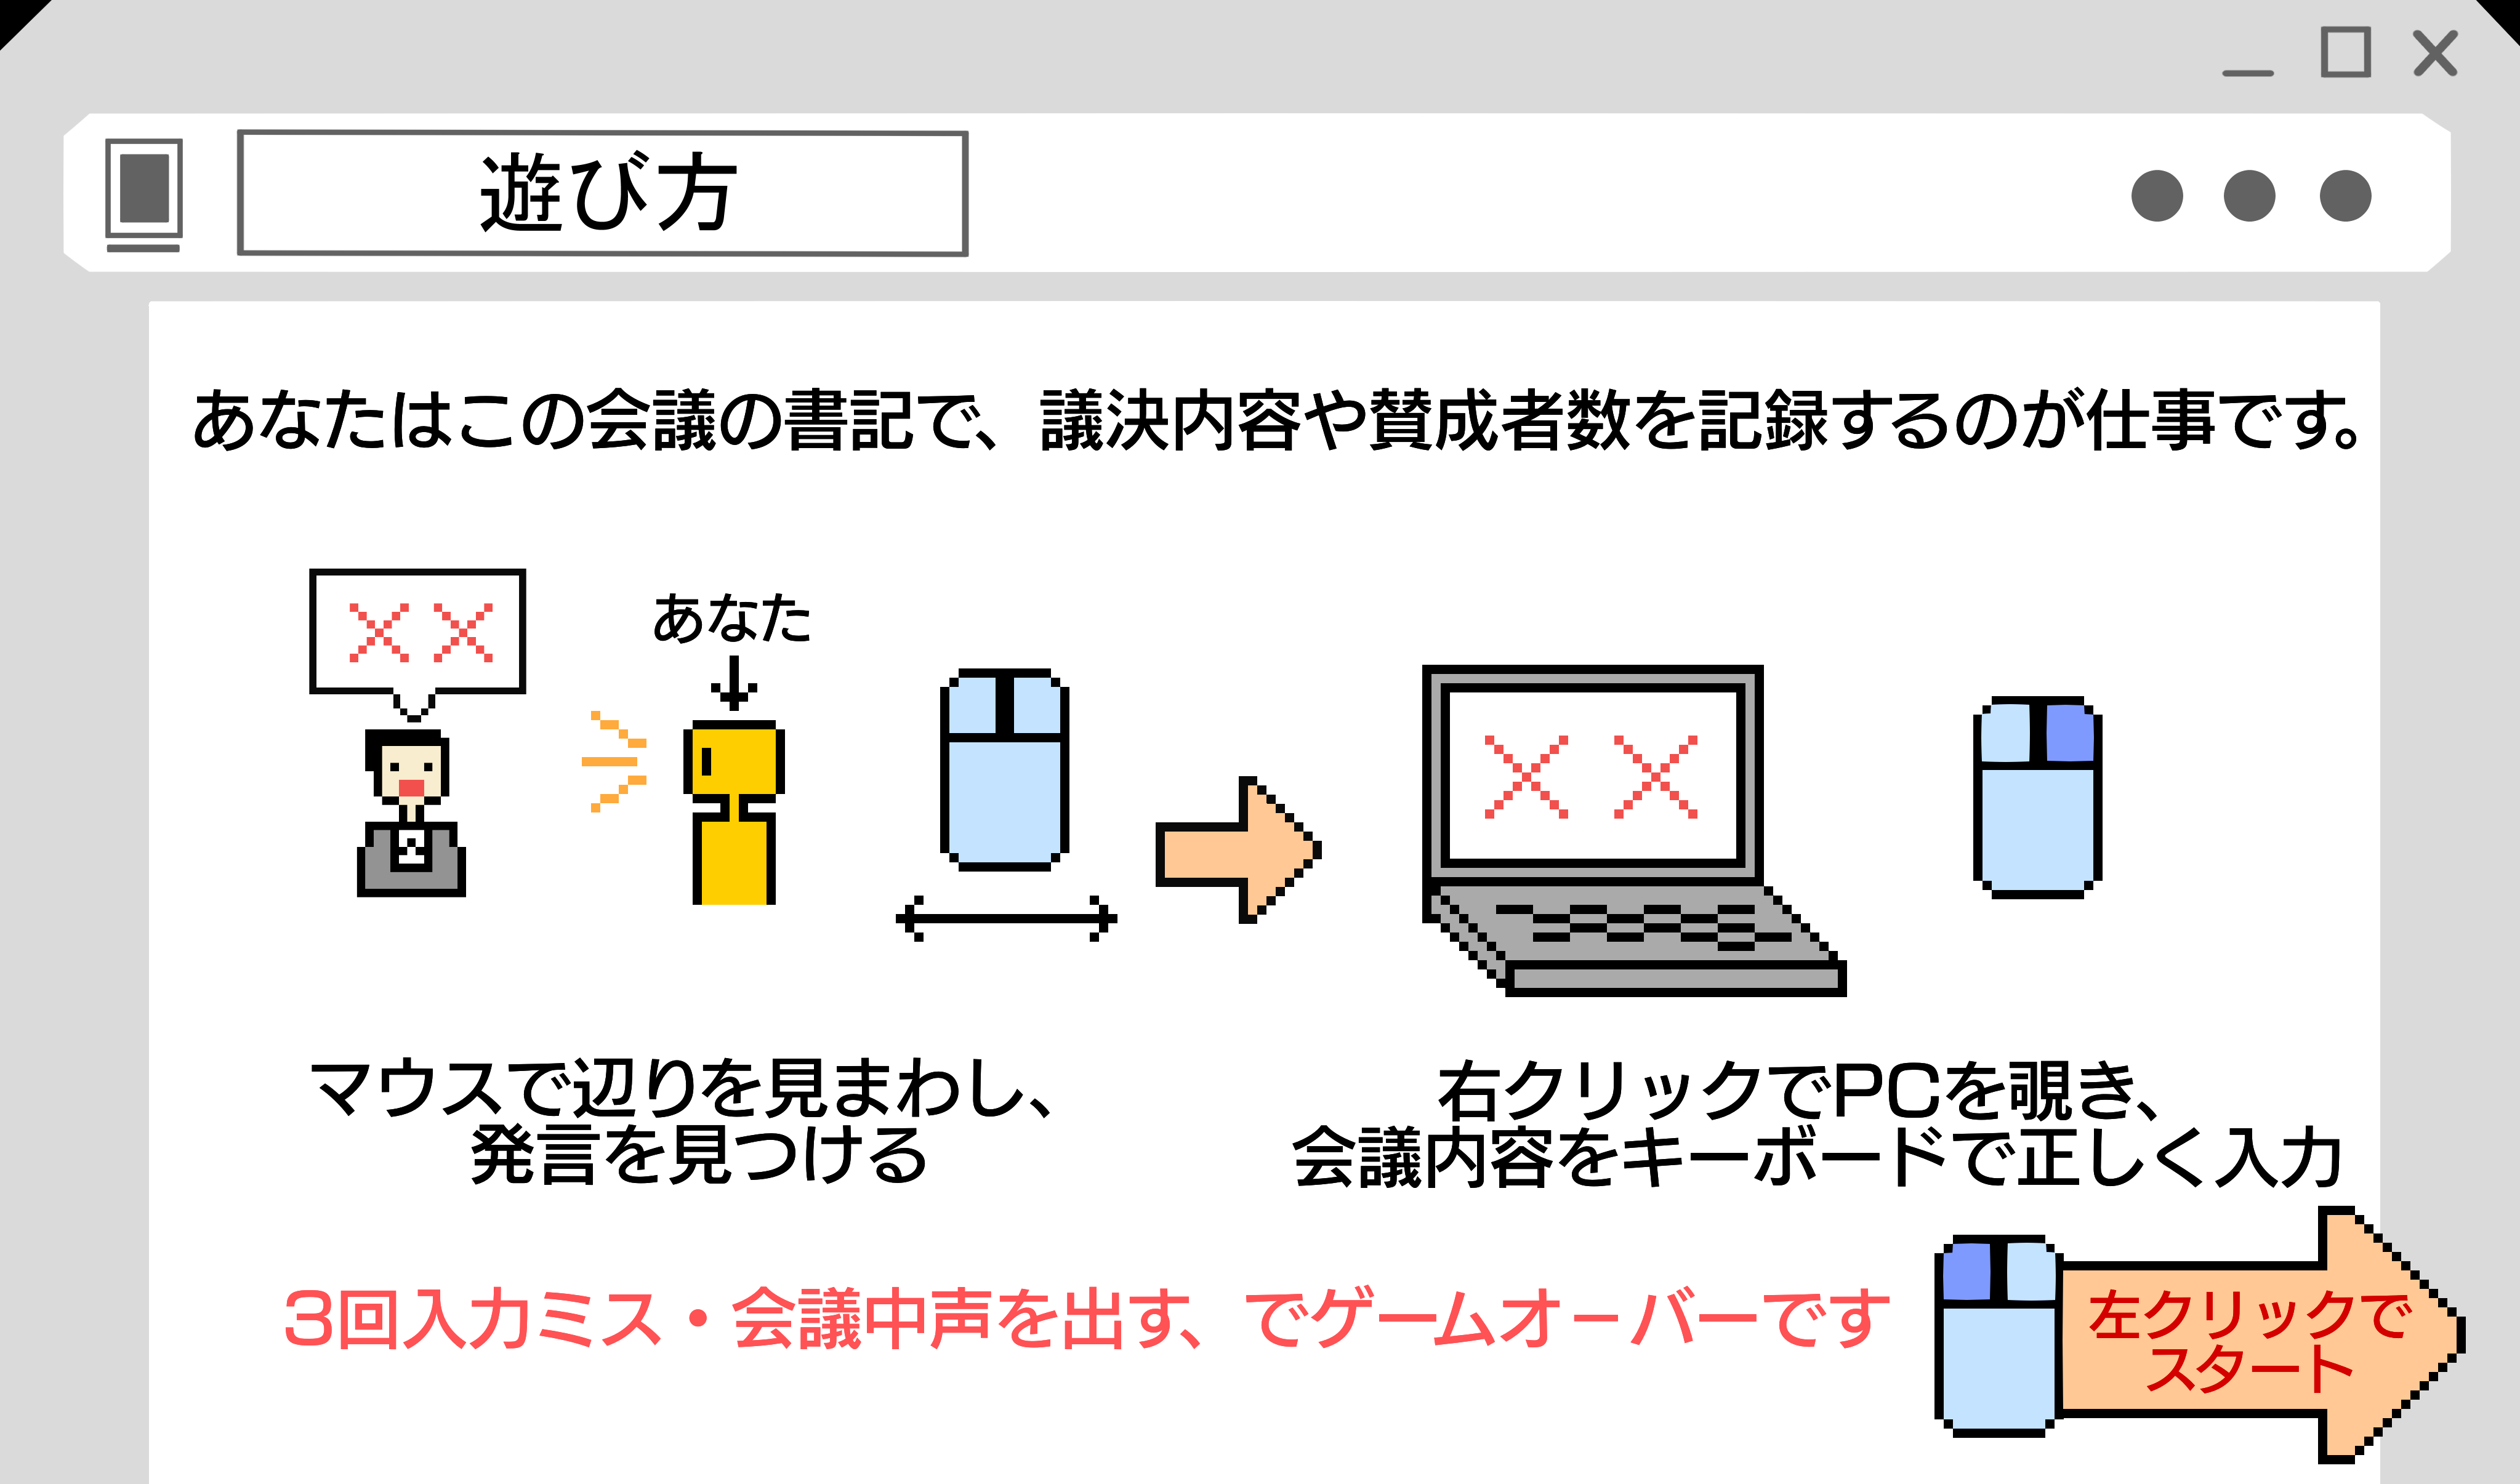 遊び方
あなたはこの会議の書記で、議決内容や賛成者数を記録するのが仕事です。
あなた
マウスで辺りを見まわし、
発言を見つける
右クリックでPCを覗き、
会議内容をキーボードで正しく入力
3回入力ミス・会議中声を出す、でゲームオーバーです
左クリックで
スタート